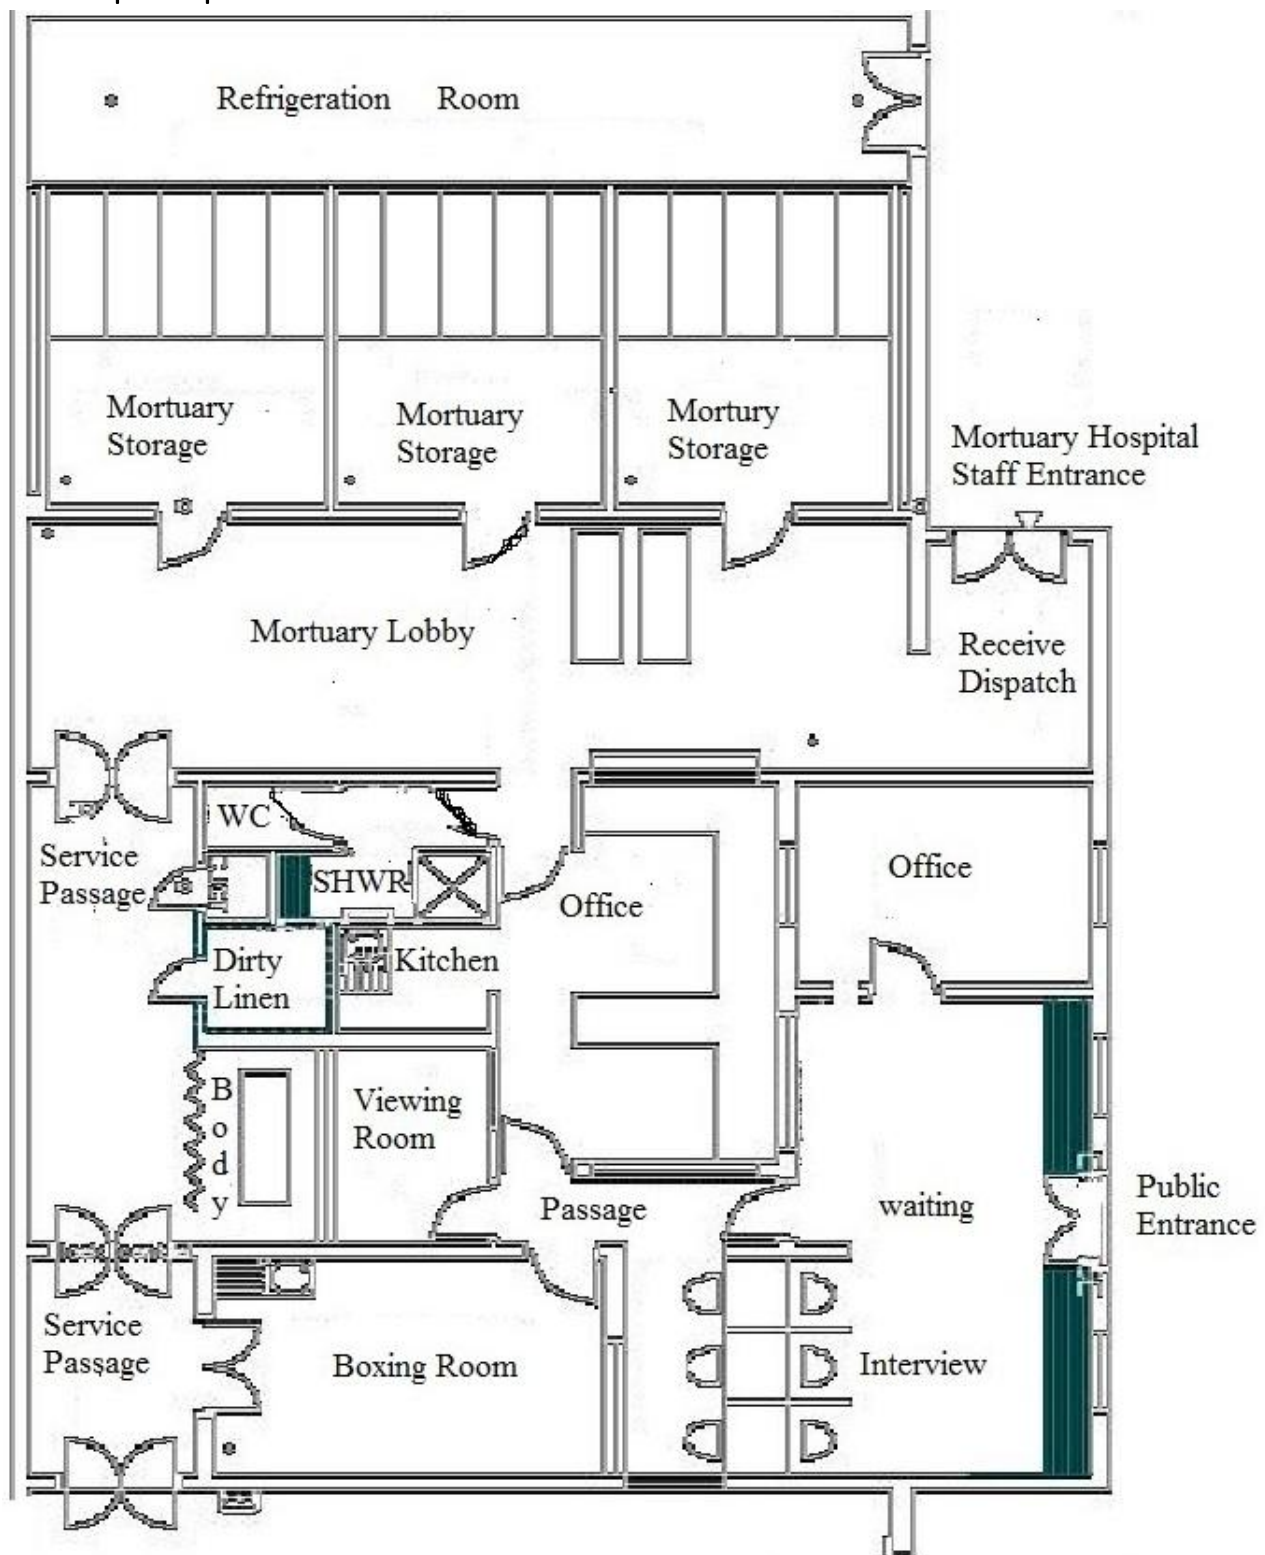 Refrigeration Room
Mortuary
Storage
Mortuary
Storage
Mortury
Storage
Mortuary Hospital
Staff Entrance
Mortuary Lobby
Receive
Dispatch
WC
Service
Passage
SHWR
Office
Office
Dirty
Linen
Kitchen
B
o
d
y
Viewing
Room
Passage
waiting
Public
Entrance
Service
Passage
Boxing Room
Interview